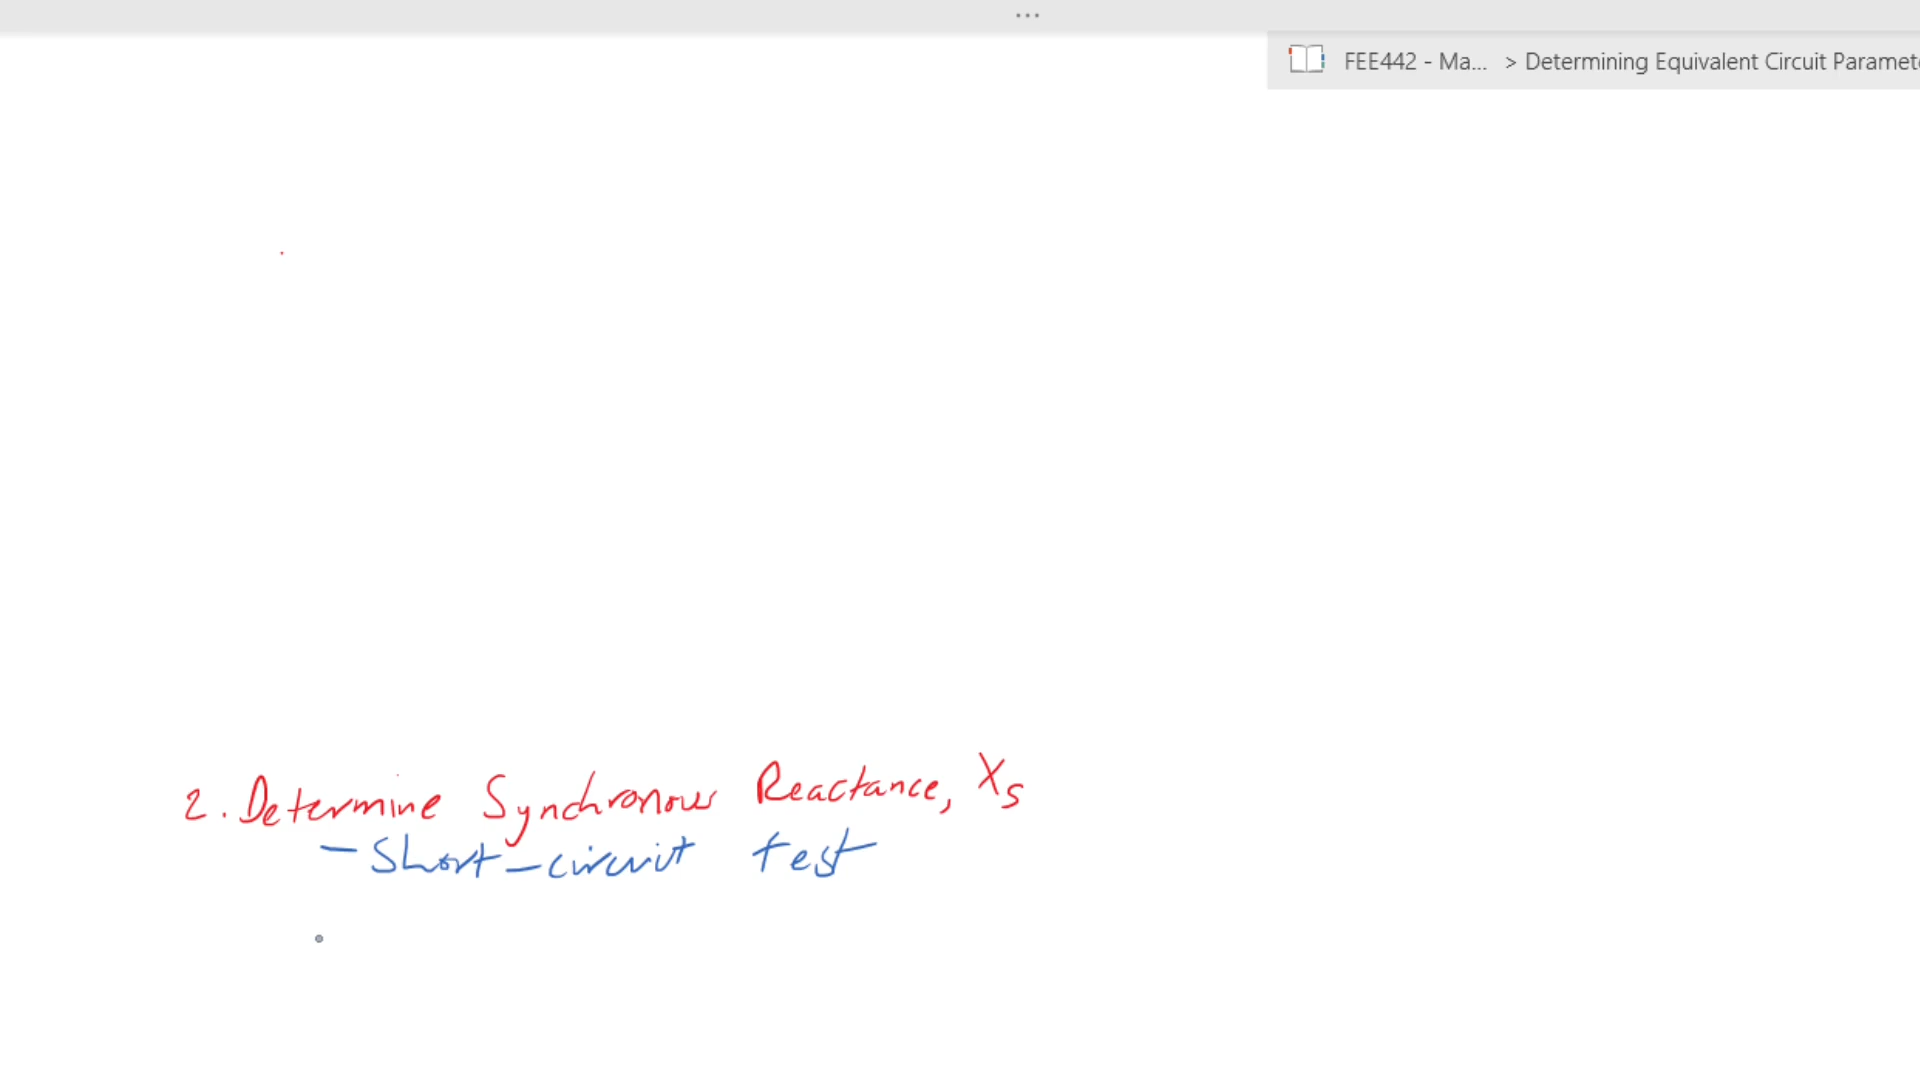 ...
FEE442 - Ma... > Determining Equivalent Circuit Paramet
2. Determine Synchronous Reactance, Xs
- Short-circuit test